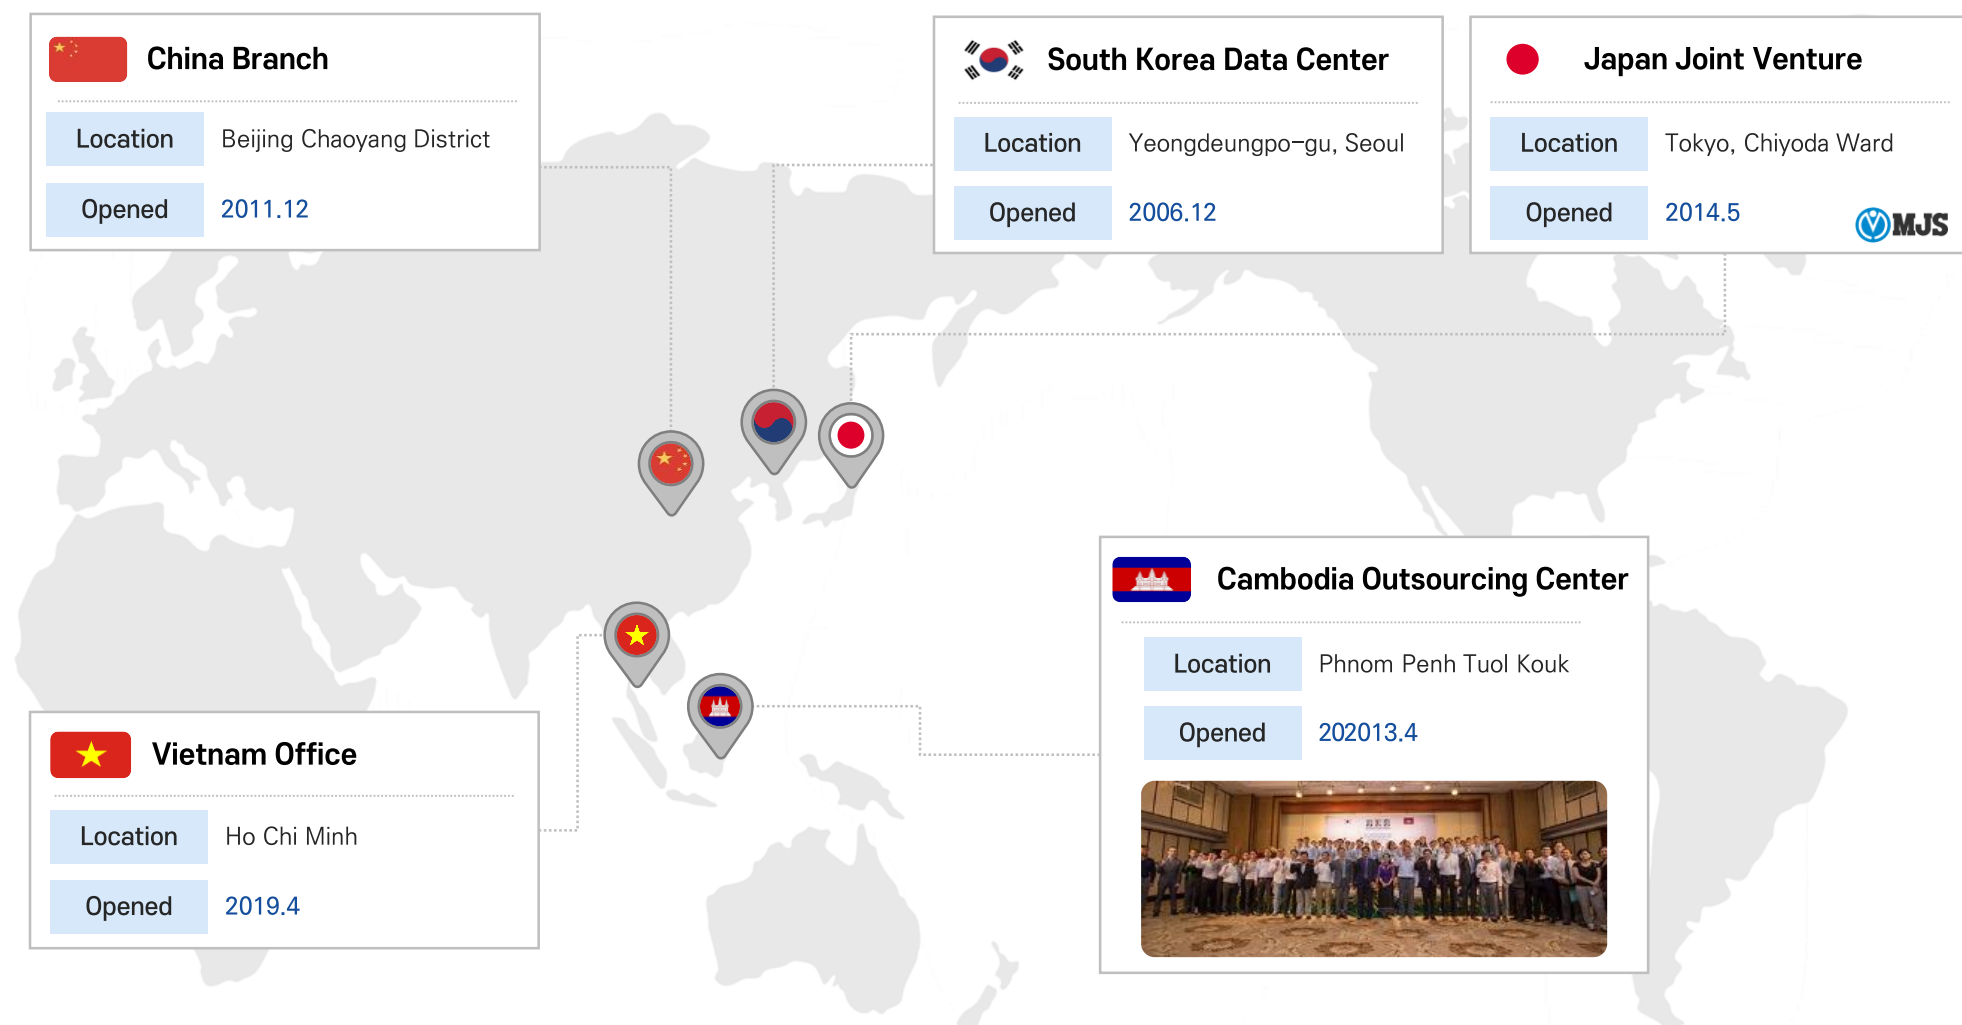 China Branch
Location Beijing Chaoyang District
Opened 2011.12
South Korea Data Center
Location Yeongdeungpo-gu, Seoul
Opened 2006.12
Japan Joint Venture
Location Tokyo, Chiyoda Ward
Opened 2014.5
MJS
Vietnam Office
Location Ho Chi Minh
Opened 2019.4
Cambodia Outsourcing Center
Location Phnom Penh Tuol Kouk
Opened 202013.4